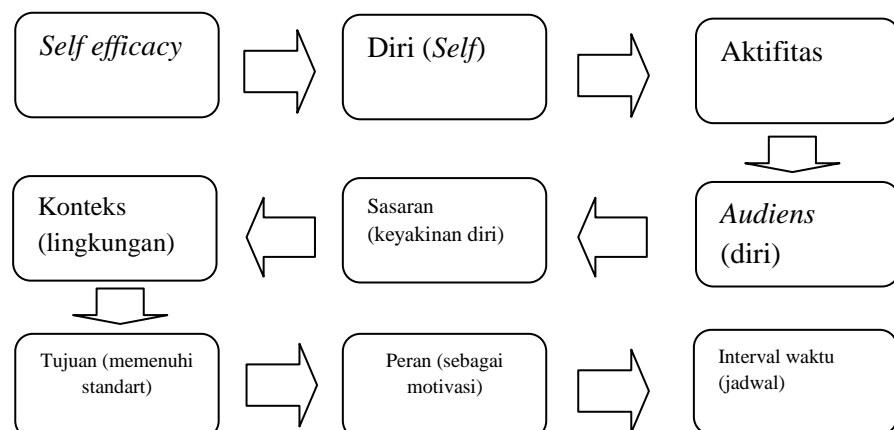 Self efficacy
Diri (Self)
Aktifitas
Audiens
(diri)
Sasaran
(keyakinan diri)
Konteks
(lingkungan)
Tujuan (memenuhi
standart)
Peran (sebagai
motivasi)
Interval waktu
(jadwal)